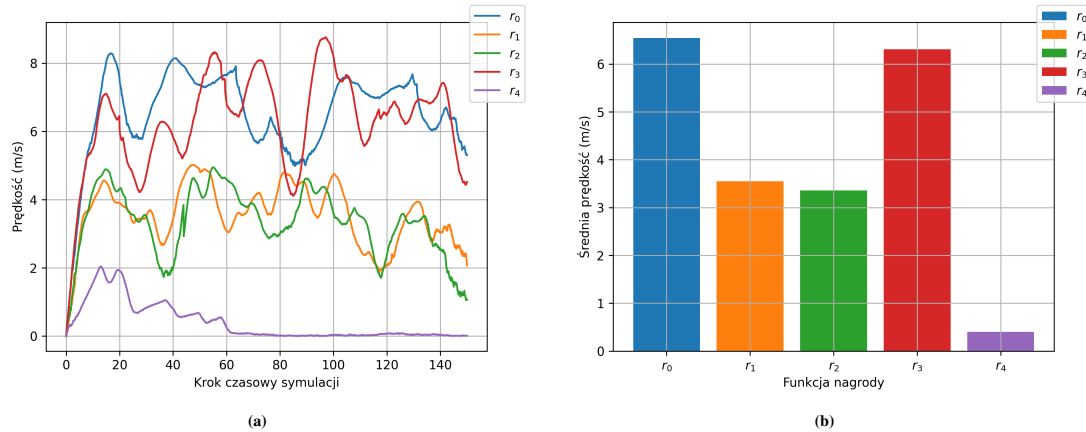 r0
r1
r2
r3
r4
Prędkość (m/s)
8
6
4
2
0
0 20 40 60 80 100 120 140
Krok czasowy symulacji
(a)
r0
r1
r2
r3
r4
Średnia prędkość (m/s)
6
5
4
3
2
1
0
r0 r1 r2 r3 r4
Funkcja nagrody
(b)